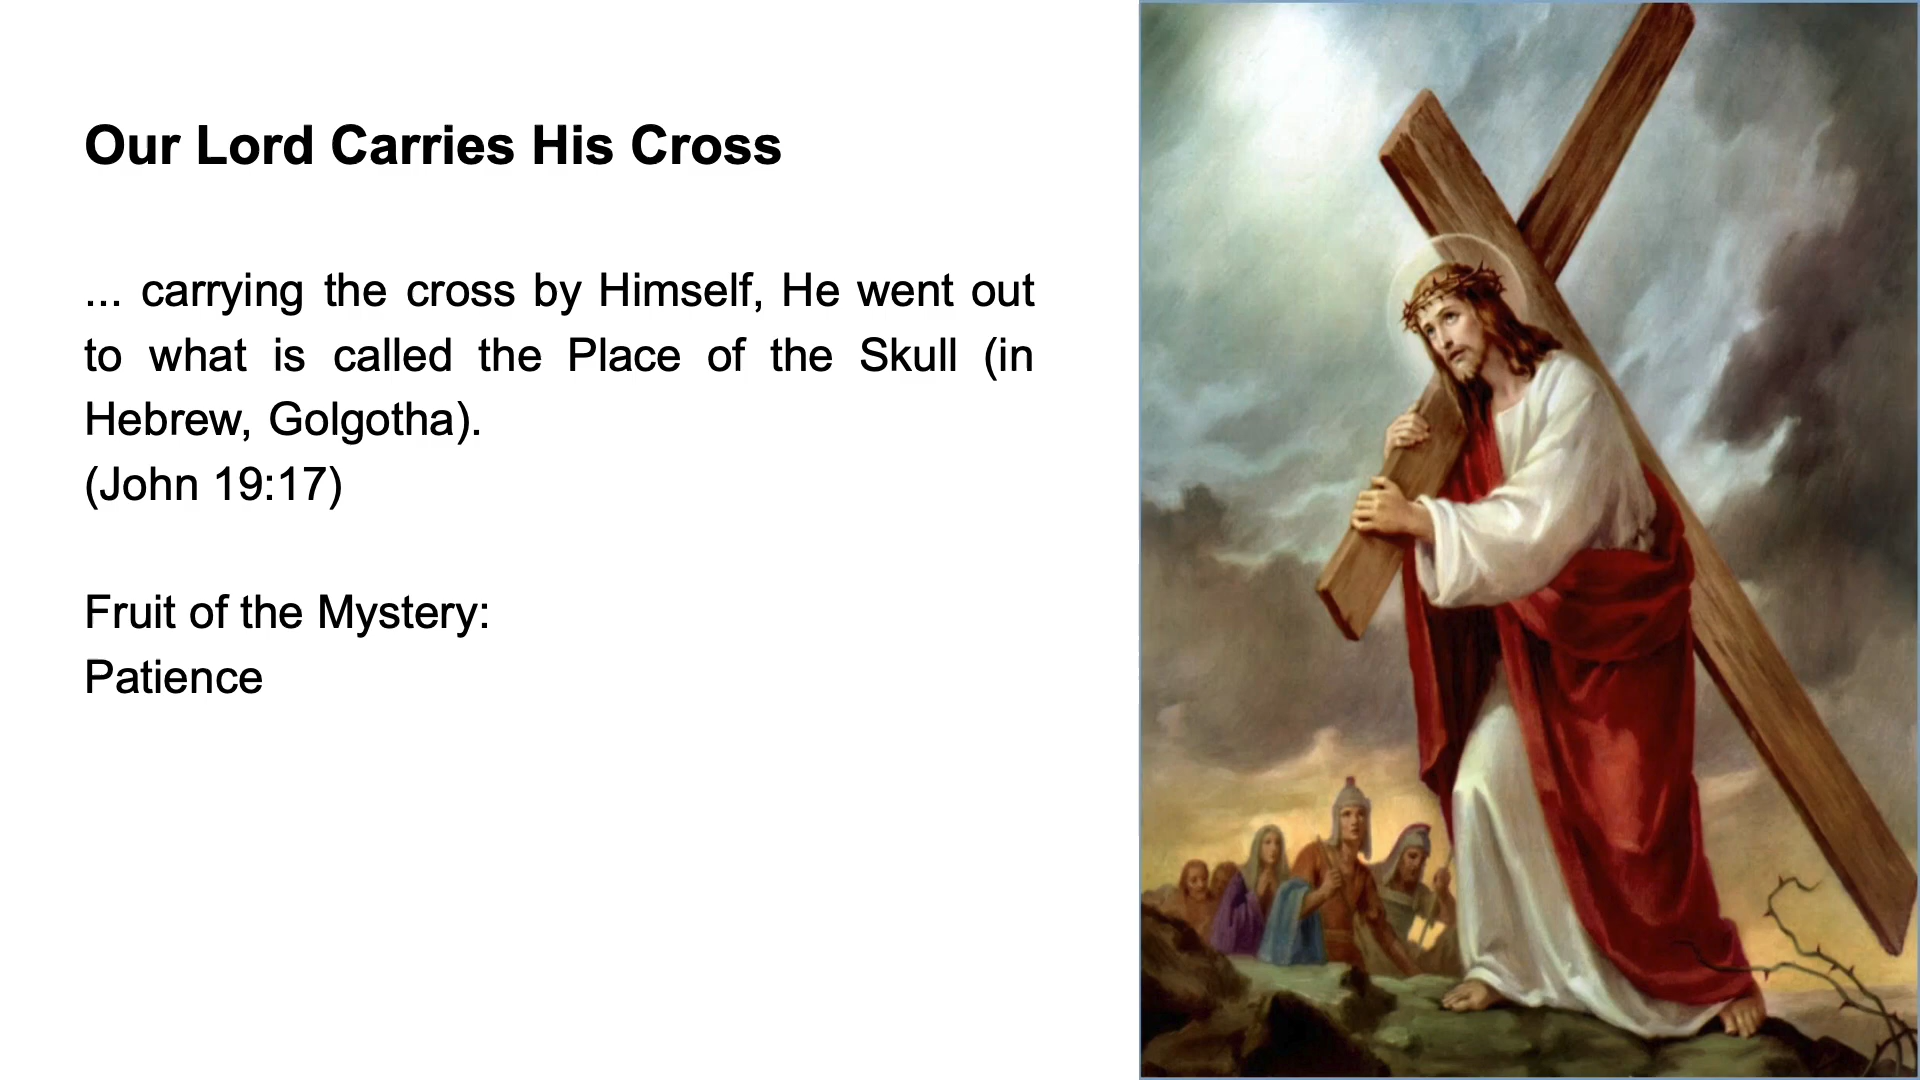 Our Lord Carries His Cross
... carrying the cross by Himself, He went out
to what is called the Place of the Skull (in
Hebrew, Golgotha).
(John 19:17)
Fruit of the Mystery:
Patience